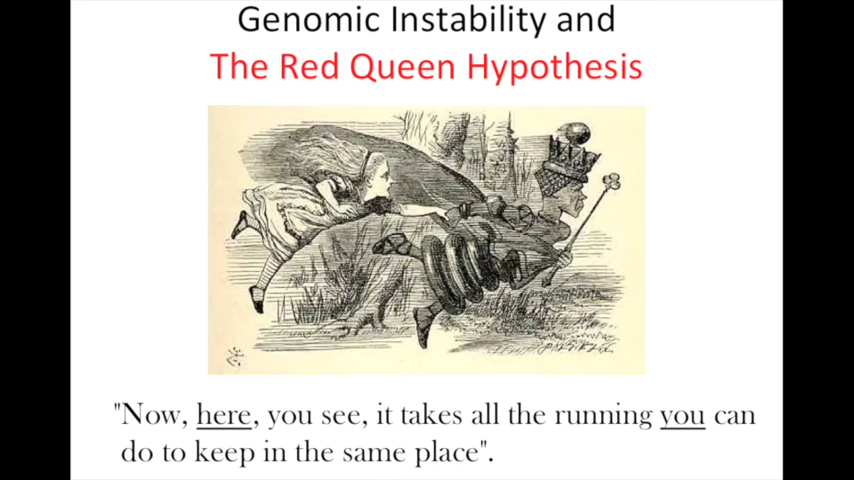 Genomic Instability and
The Red Queen Hypothesis
"Now, here, you see, it takes all the running you can
do to keep in the same place".